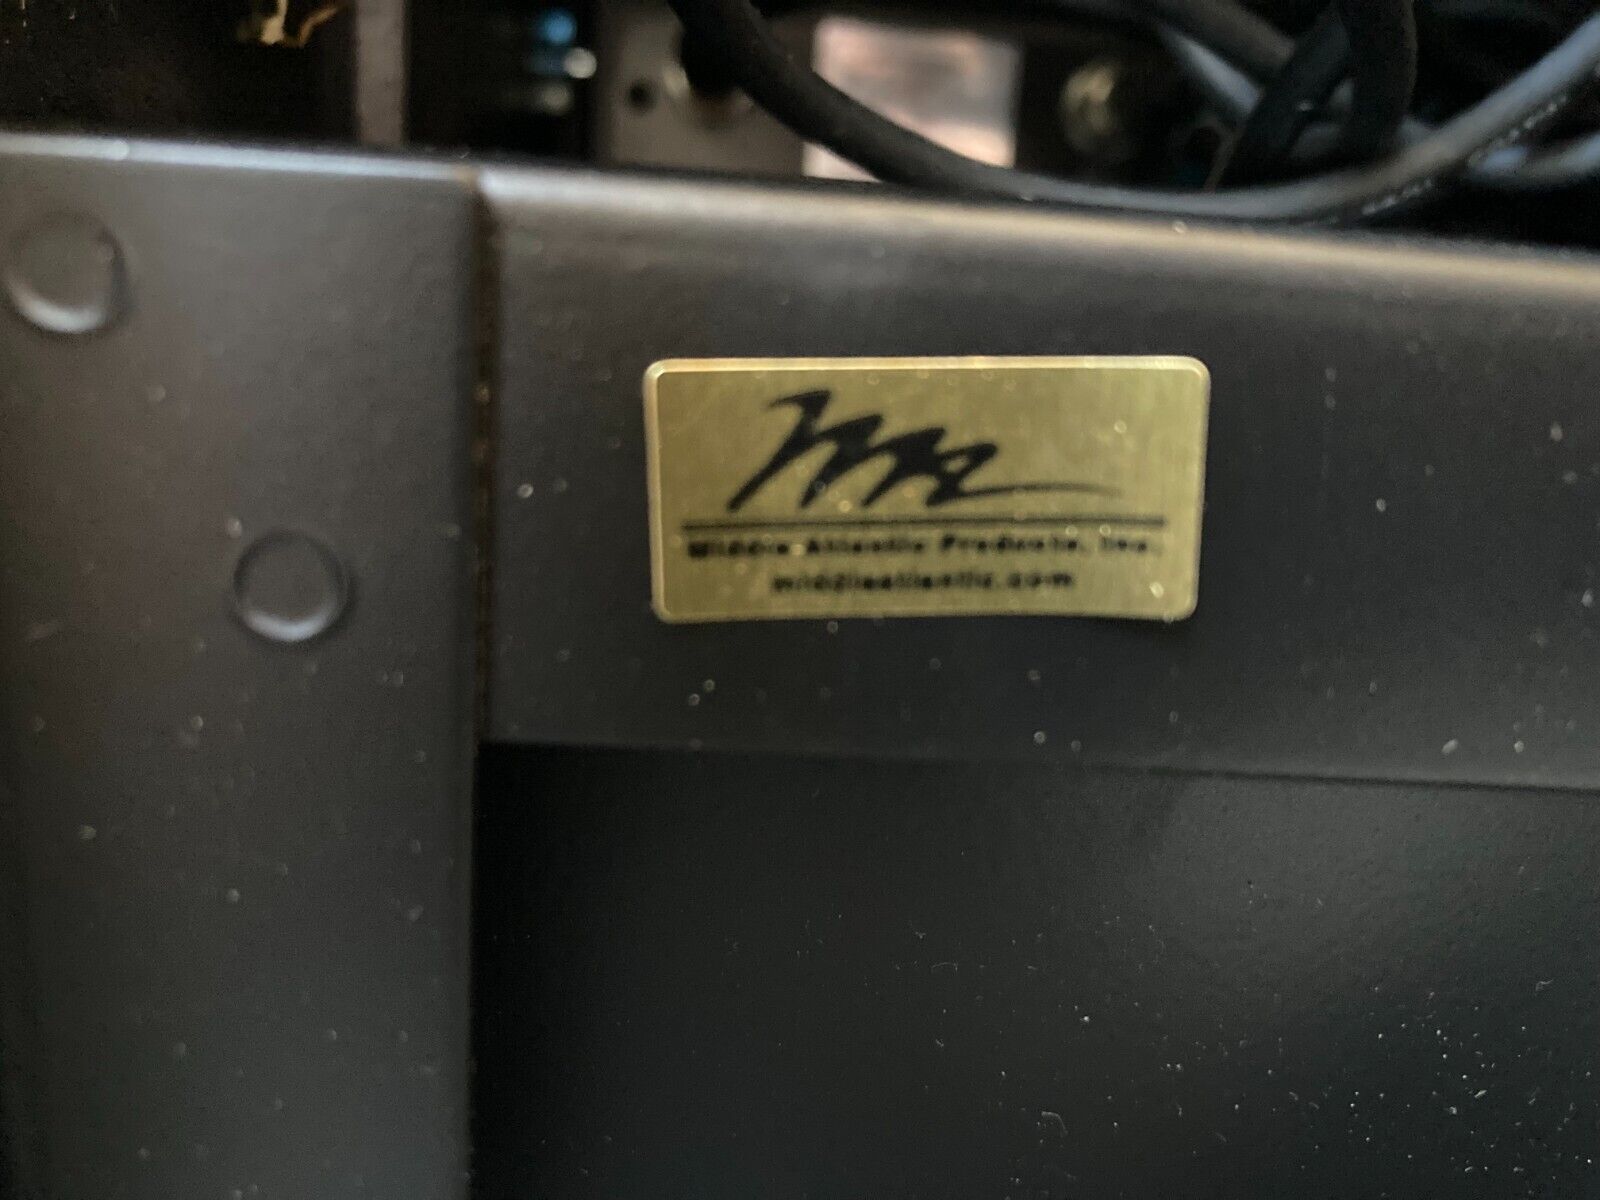 Middle Atlantic Products, Inc.
middleatlantic.com